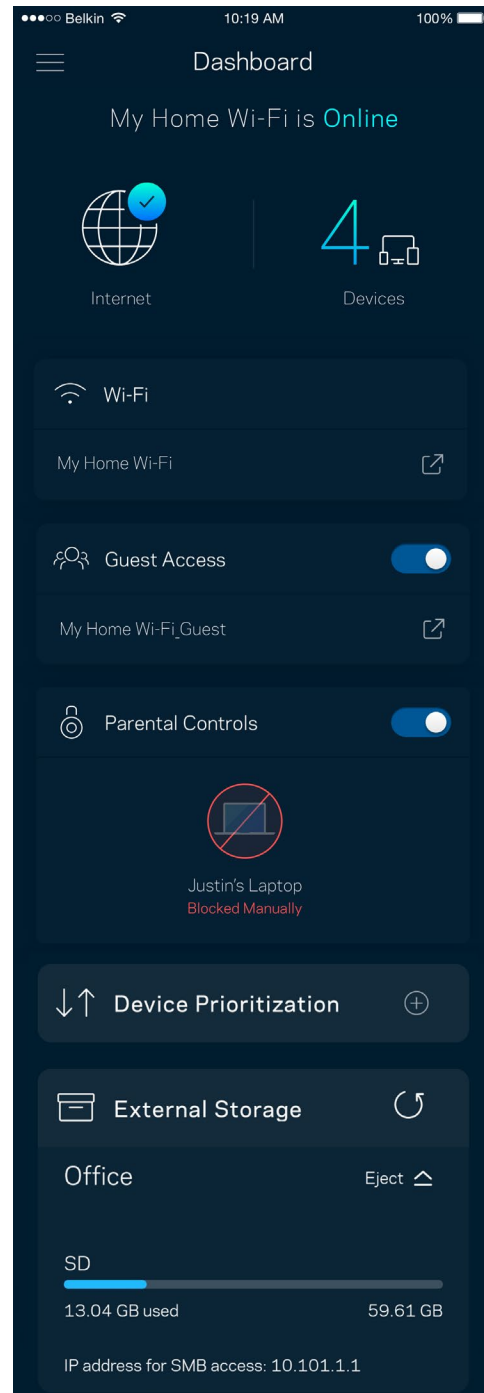 Belkin 10:19 AM 100%
Dashboard
My Home Wi-Fi is Online
4
Internet Devices
Wi-Fi
My Home Wi-Fi
Guest Access
My Home Wi-Fi_Guest
Parental Controls
Justin's Laptop
Blocked Manually
Device Prioritization
External Storage
Office Eject
SD
13.04 GB used 59.61 GB
IP address for SMB access: 10.101.1.1